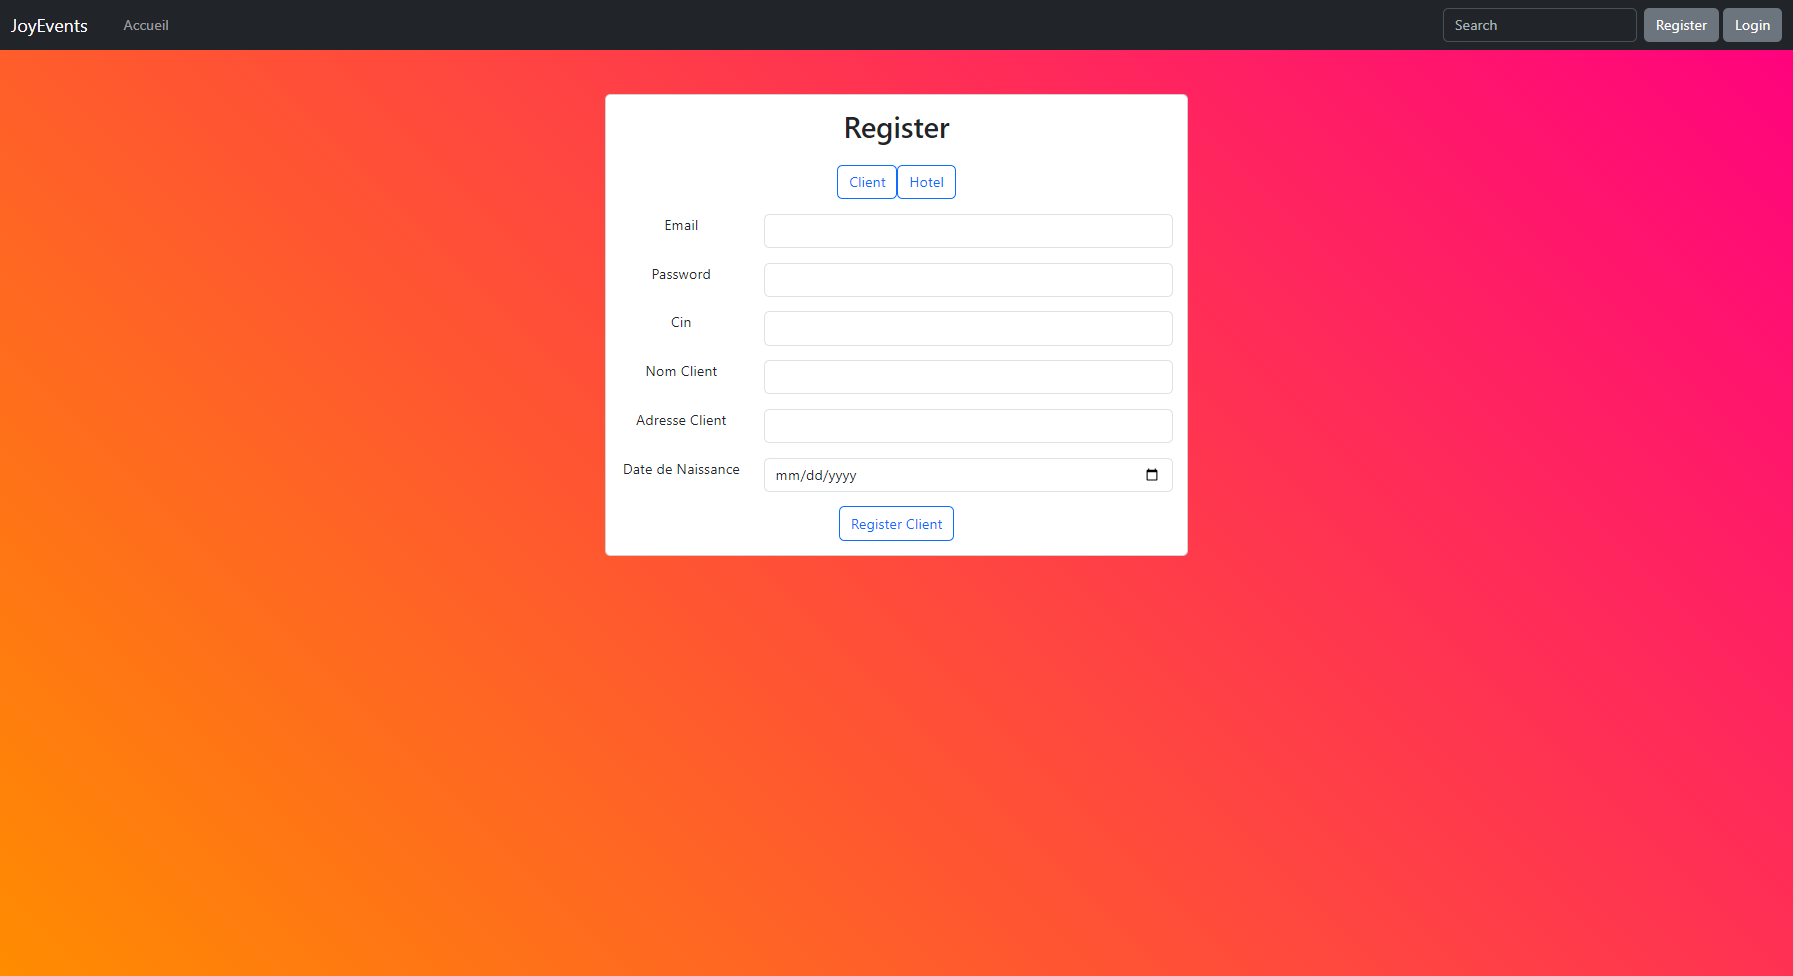 JoyEvents Accueil Search Register Login
Register
Client Hotel
Email
Password
Cin
Nom Client
Adresse Client
Date de Naissance mm/dd/yyyy
Register Client